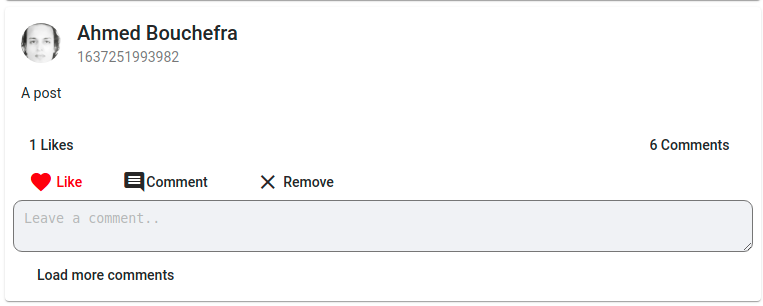 Ahmed Bouchefra
1637251993982
A post
1 Likes 6 Comments
Like Comment Remove
Leave a comment..
Load more comments